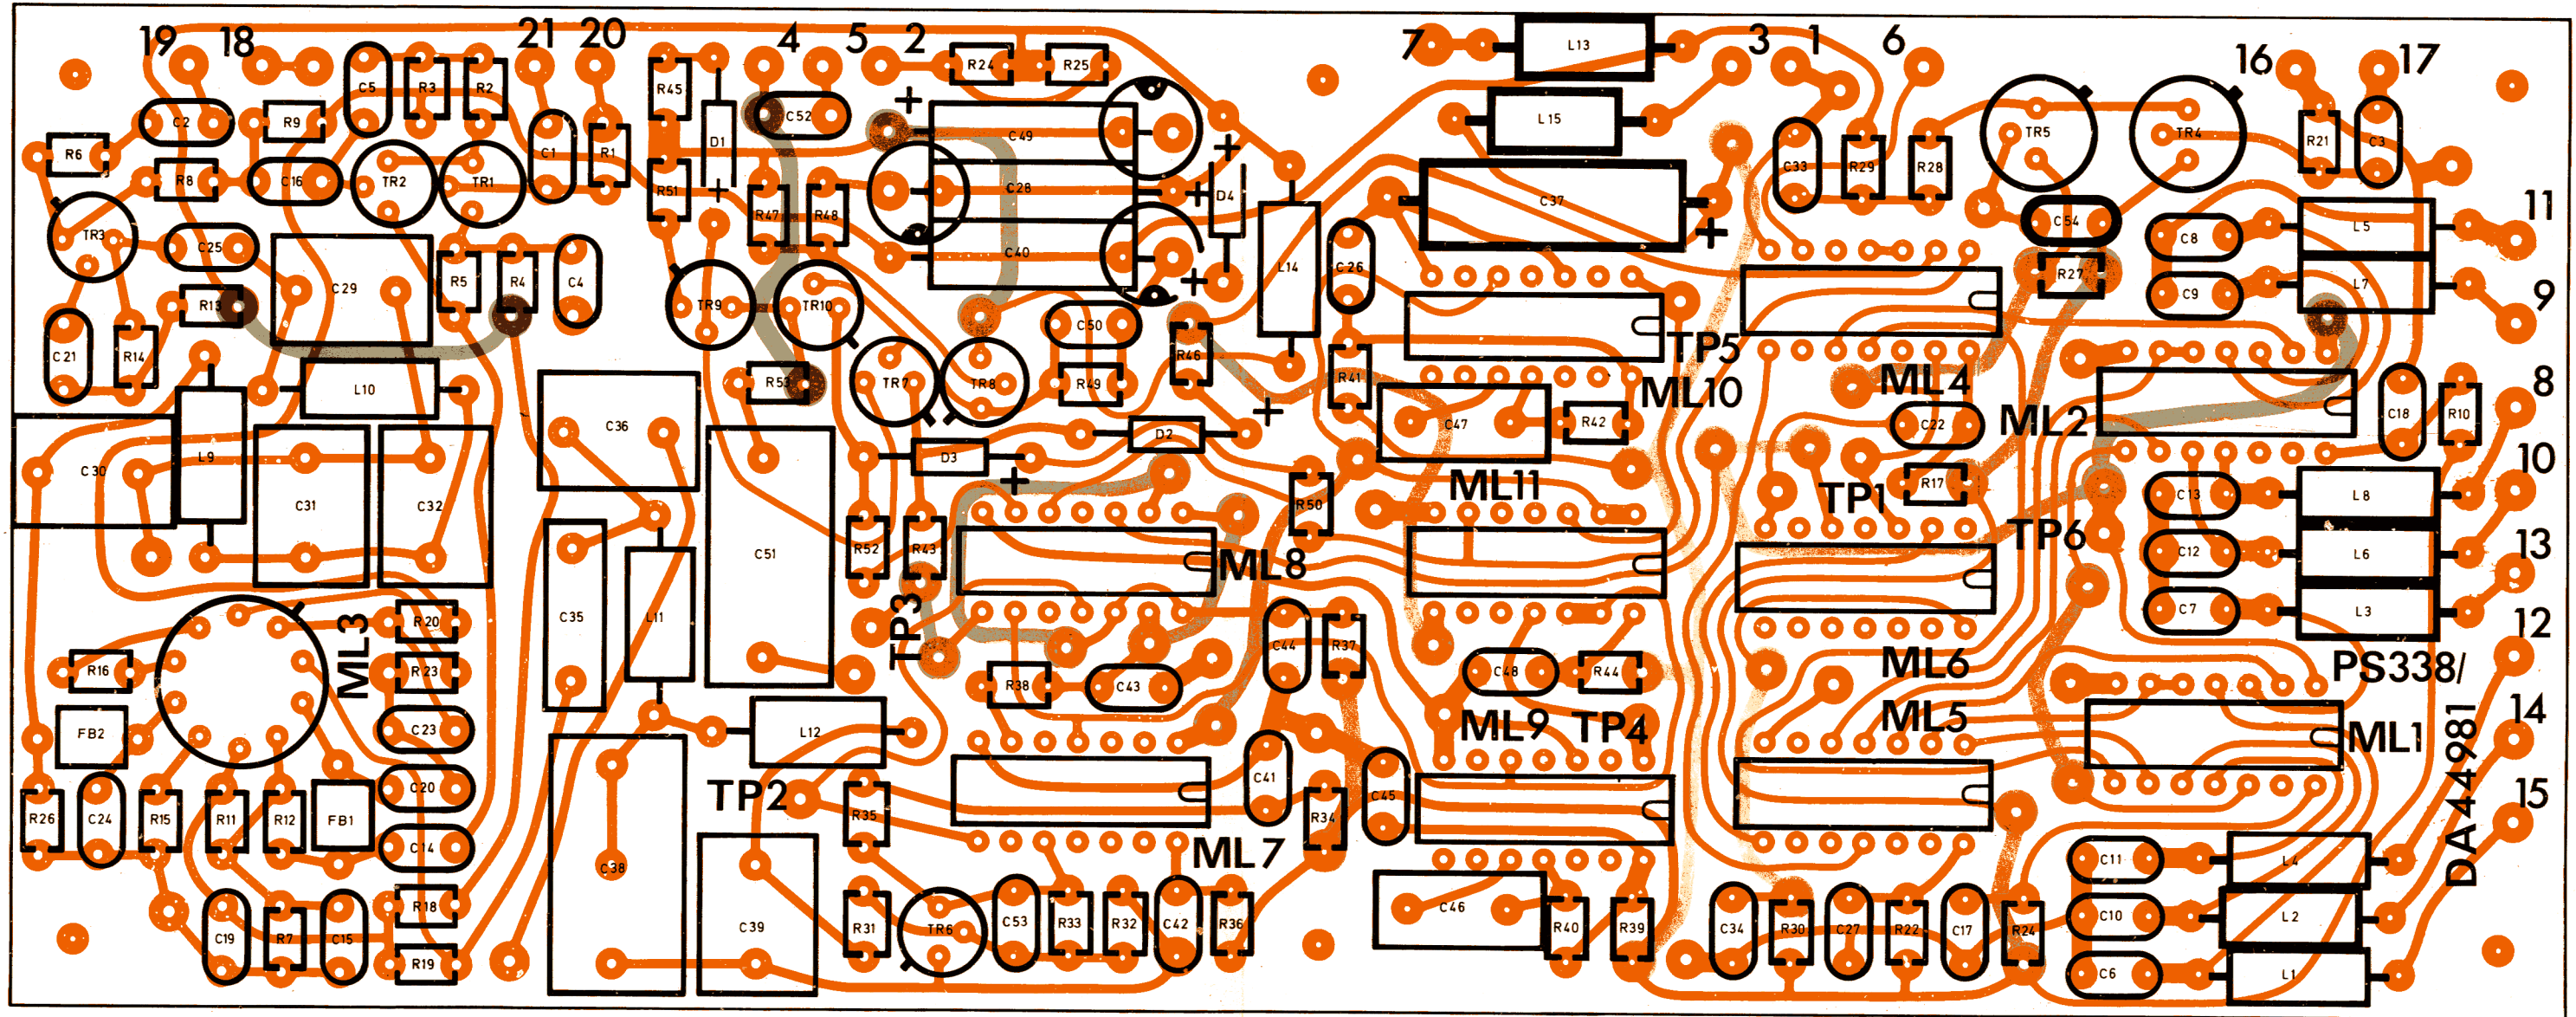 19 18 21 20 4 5 2 7 3 1 6 16 17
L13
R24 R25
C5 R3 R2 R45 C52
C2 R9 C49 L15 TR5 TR4
R6 C1 R1 D1 R21 C3
R8 C16 TR2 TR1 R51 C28 D4 C33 R29 R28
R47 R48 C37 C54 11
TR3 C25 C40 L14 C26 C8 L5
C29 R5 R4 C4 R27 L7 9
R13 TR9 TR10 C50 C9
C21 R14 R46 TP5
L10 R53 TR7 TR8 R49 R41 ML10 ML4 8
C36 D2 C47 R42 C22 ML2 C18 R10
C30 L9 D3 10
C31 C32 ML11 TP1 R17 C13 L8
C51 R52 R43 R50 TP6 C12 L6 13
ML8
C35 L11 TP3 C7 L3 12
R20 C44 R37
ML3 R16 R23 R38 C43 C48 R44 ML6 PS338/
FB2 C23 L12 ML9 TP4 ML5 ML1 14
C20 TP2 C41 C45 DA44981 15
R26 C24 R15 R11 R12 FB1 R35 R34
C14 C38 ML7 C11 L4
R18 C46
C19 R7 C15 C39 R31 TR6 C53 R33 R32 C42 R36 R40 R39 C34 R30 C27 R22 C17 R24 C10 L2
R19 C6 L1
+ + + + + + +